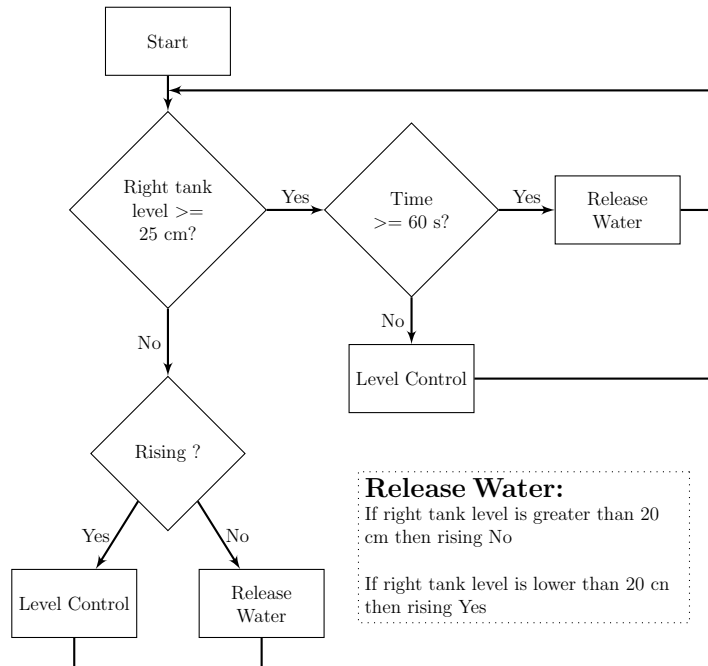 Start
Right tank
level >=
25 cm?
Yes
Time
>= 60 s?
Yes
Release
Water
No
No
Level Control
Rising ?
Yes
No
Level Control
Release
Water
Release Water:
If right tank level is greater than 20
cm then rising No
If right tank level is lower than 20 cn
then rising Yes